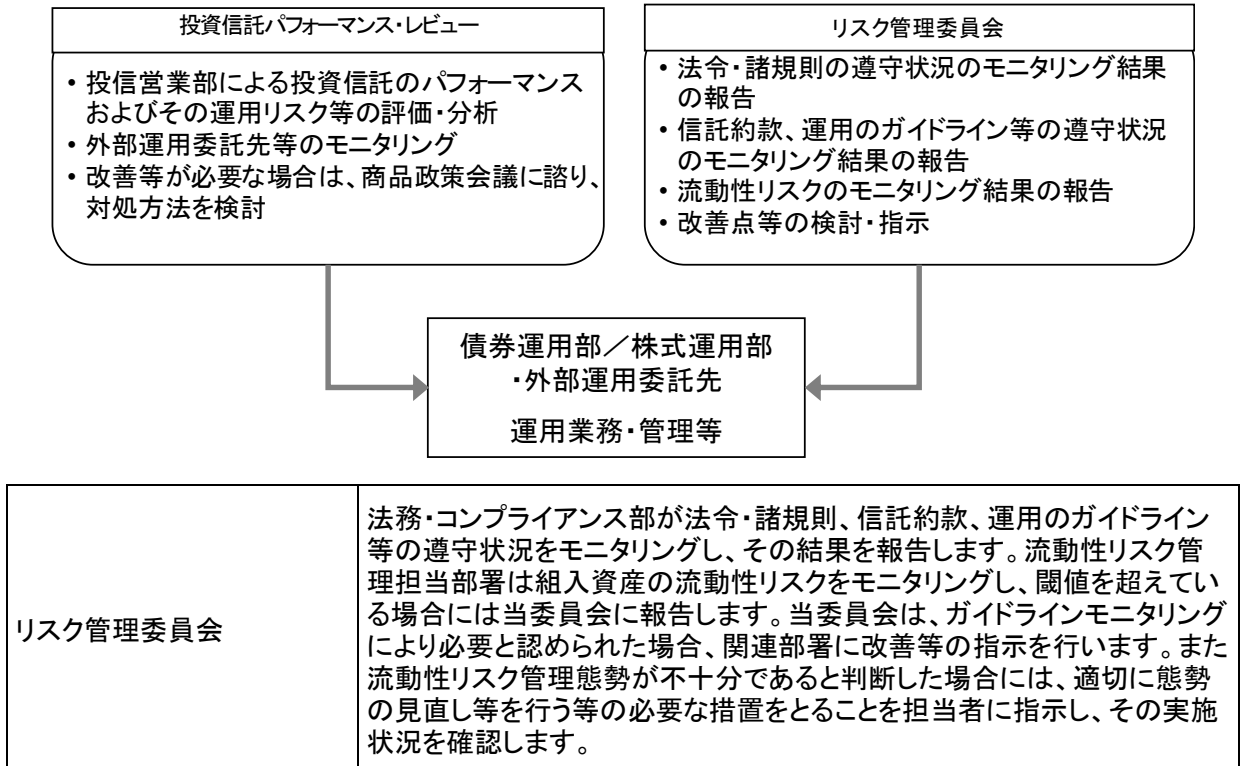 投資信託パフォーマンス・レビュー
• 投信営業部による投資信託のパフォーマンス
およびその運用リスク等の評価・分析
• 外部運用委託先等のモニタリング
• 改善等が必要な場合は、商品政策会議に諮り、
対処方法を検討
リスク管理委員会
• 法令・諸規則の遵守状況のモニタリング結果
の報告
• 信託約款、運用のガイドライン等の遵守状況
のモニタリング結果の報告
• 流動性リスクのモニタリング結果の報告
• 改善点等の検討・指示
債券運用部／株式運用部
・外部運用委託先
運用業務・管理等
リスク管理委員会
法務・コンプライアンス部が法令・諸規則、信託約款、運用のガイドライン
等の遵守状況をモニタリングし、その結果を報告します。流動性リスク管
理担当部署は組入資産の流動性リスクをモニタリングし、閾値を超えてい
る場合には当委員会に報告します。当委員会は、ガイドラインモニタリング
により必要と認められた場合、関連部署に改善等の指示を行います。また
流動性リスク管理態勢が不十分であると判断した場合には、適切に態勢
の見直し等を行う等の必要な措置をとることを担当者に指示し、その実施
状況を確認します。